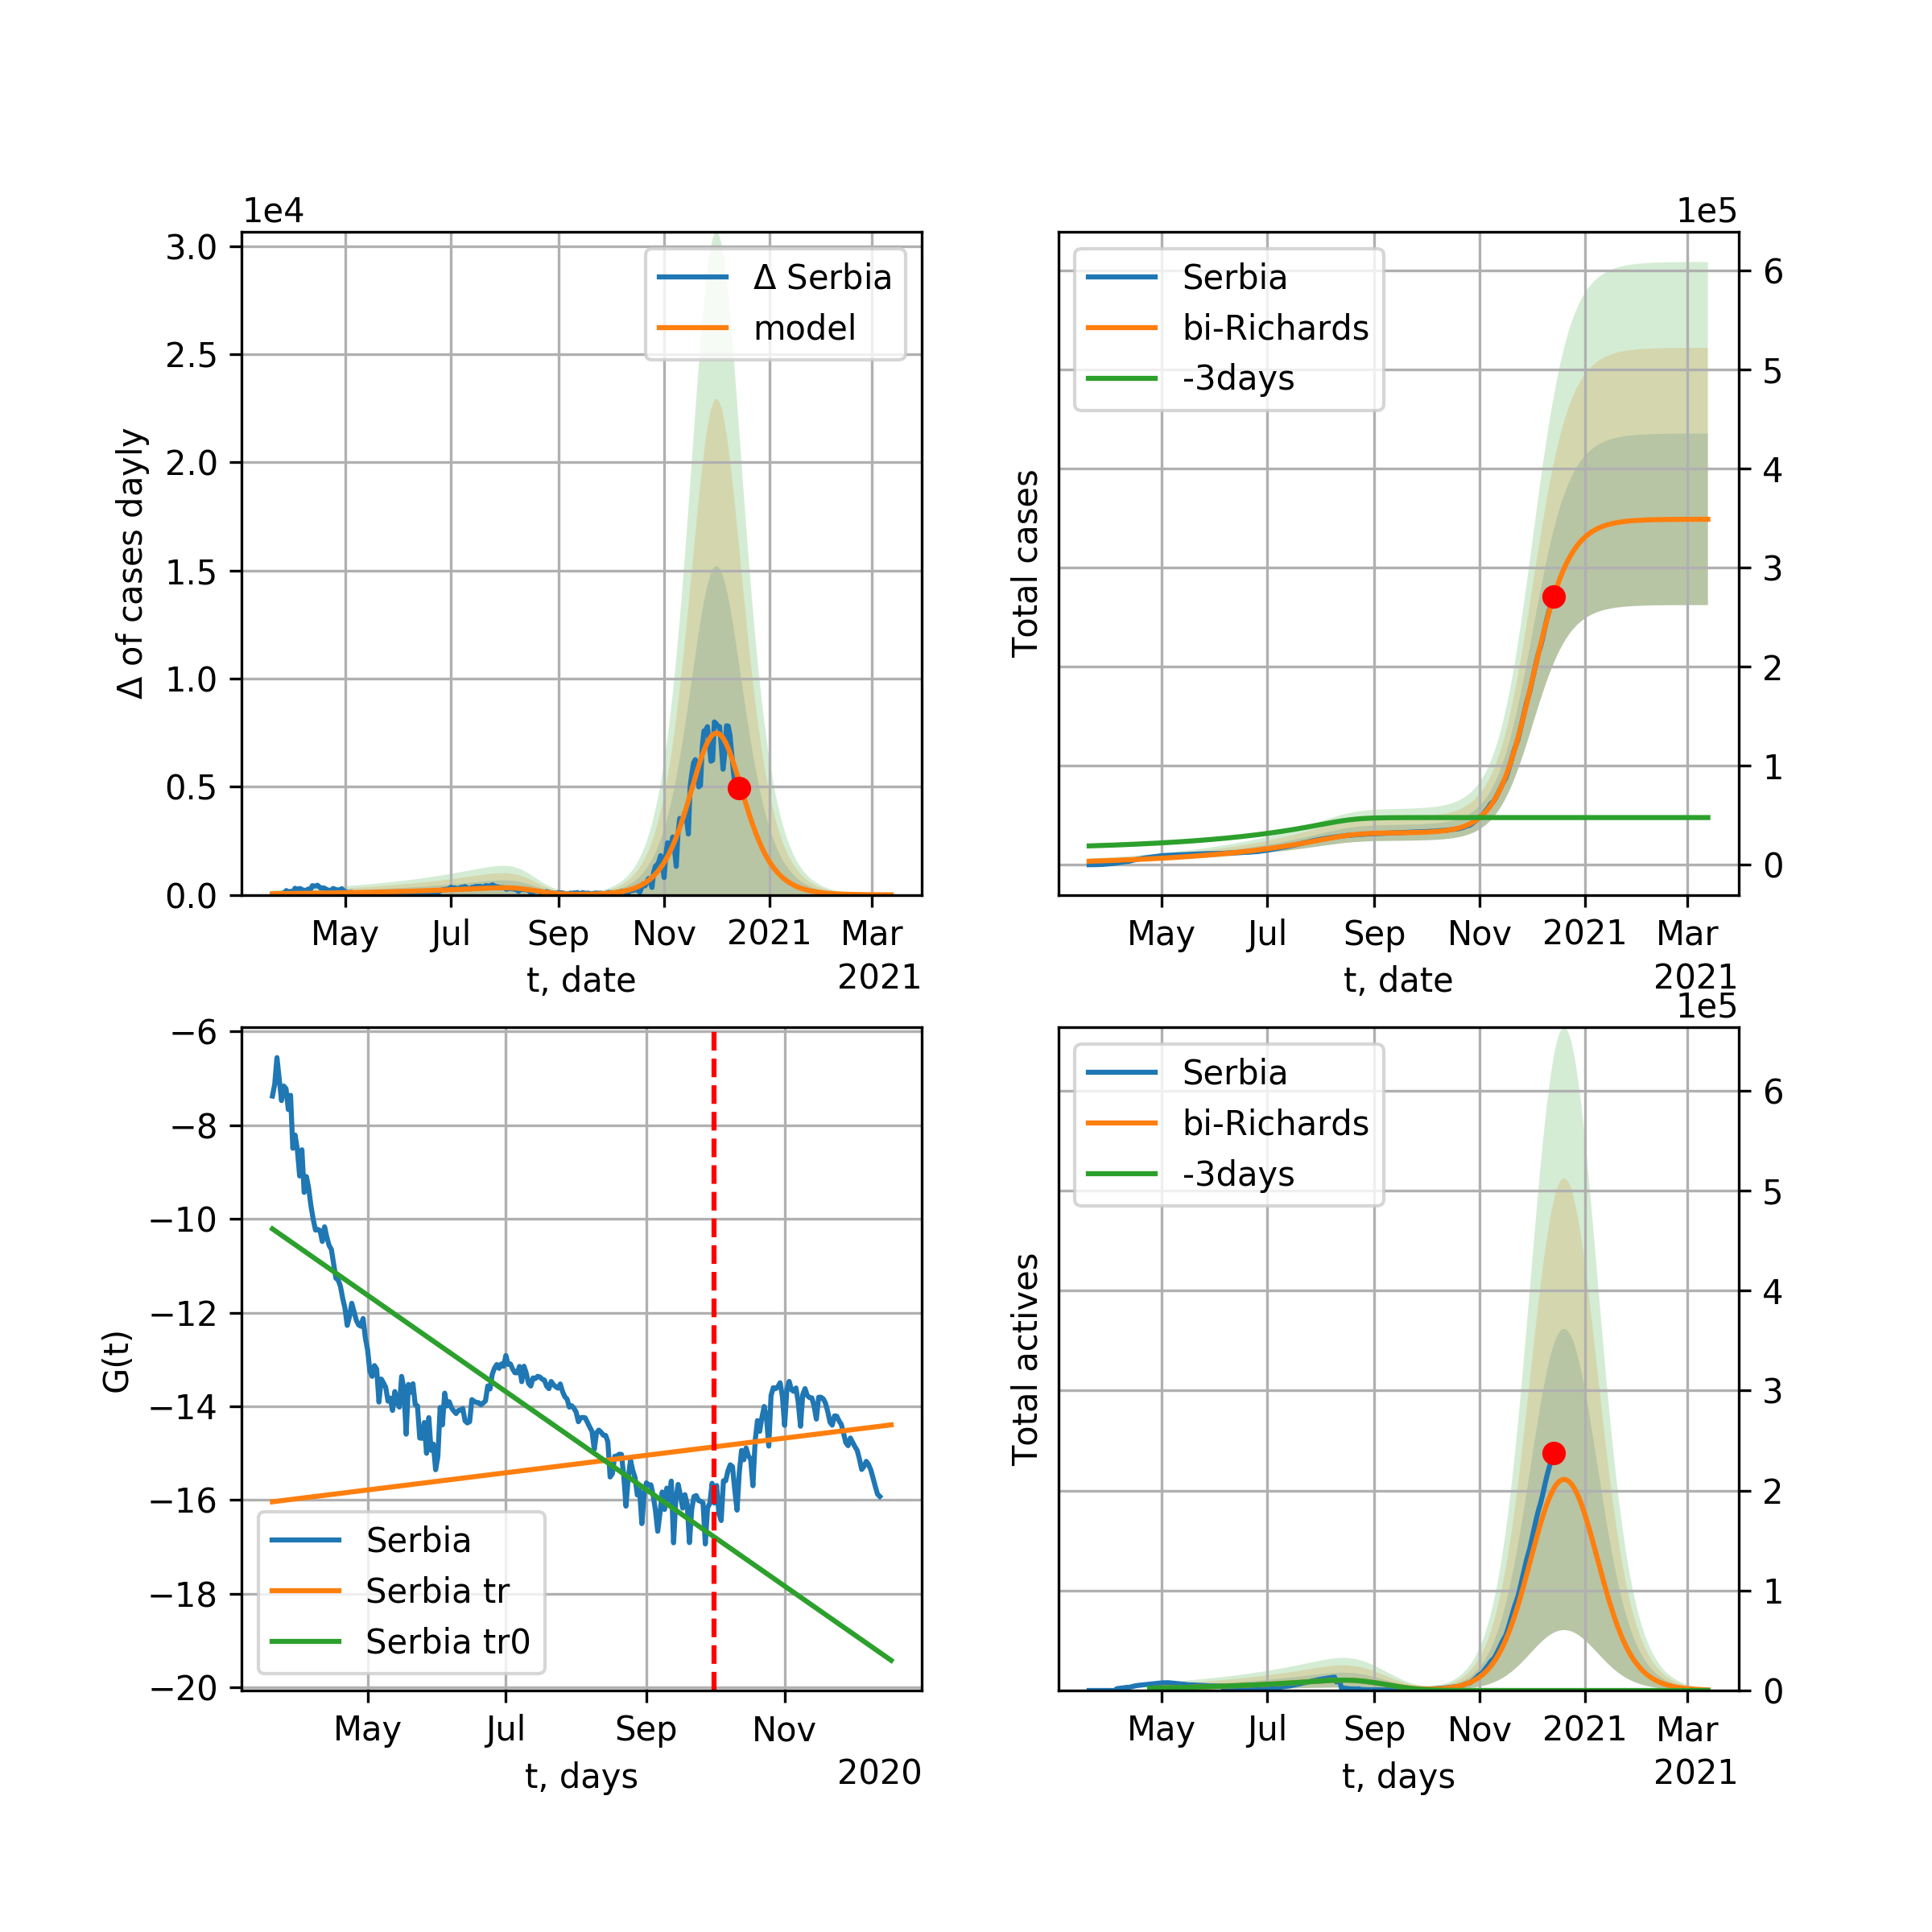 1e4
3.0
2.5
2.0
1.5
1.0
0.5
0.0
Δ of cases dayly
Δ Serbia
model
May Jul Sep Nov 2021 Mar
t, date
2021
1e5
Total cases
Serbia
bi-Richards
-3days
6
5
4
3
2
1
0
May Jul Sep Nov 2021 Mar
t, date
2021
−6
−8
−10
−12
−14
−16
−18
−20
G(t)
Serbia
Serbia tr
Serbia tr0
May Jul Sep Nov
t, days
2020
1e5
Total actives
Serbia
bi-Richards
-3days
6
5
4
3
2
1
0
May Jul Sep Nov 2021 Mar
t, days
2021